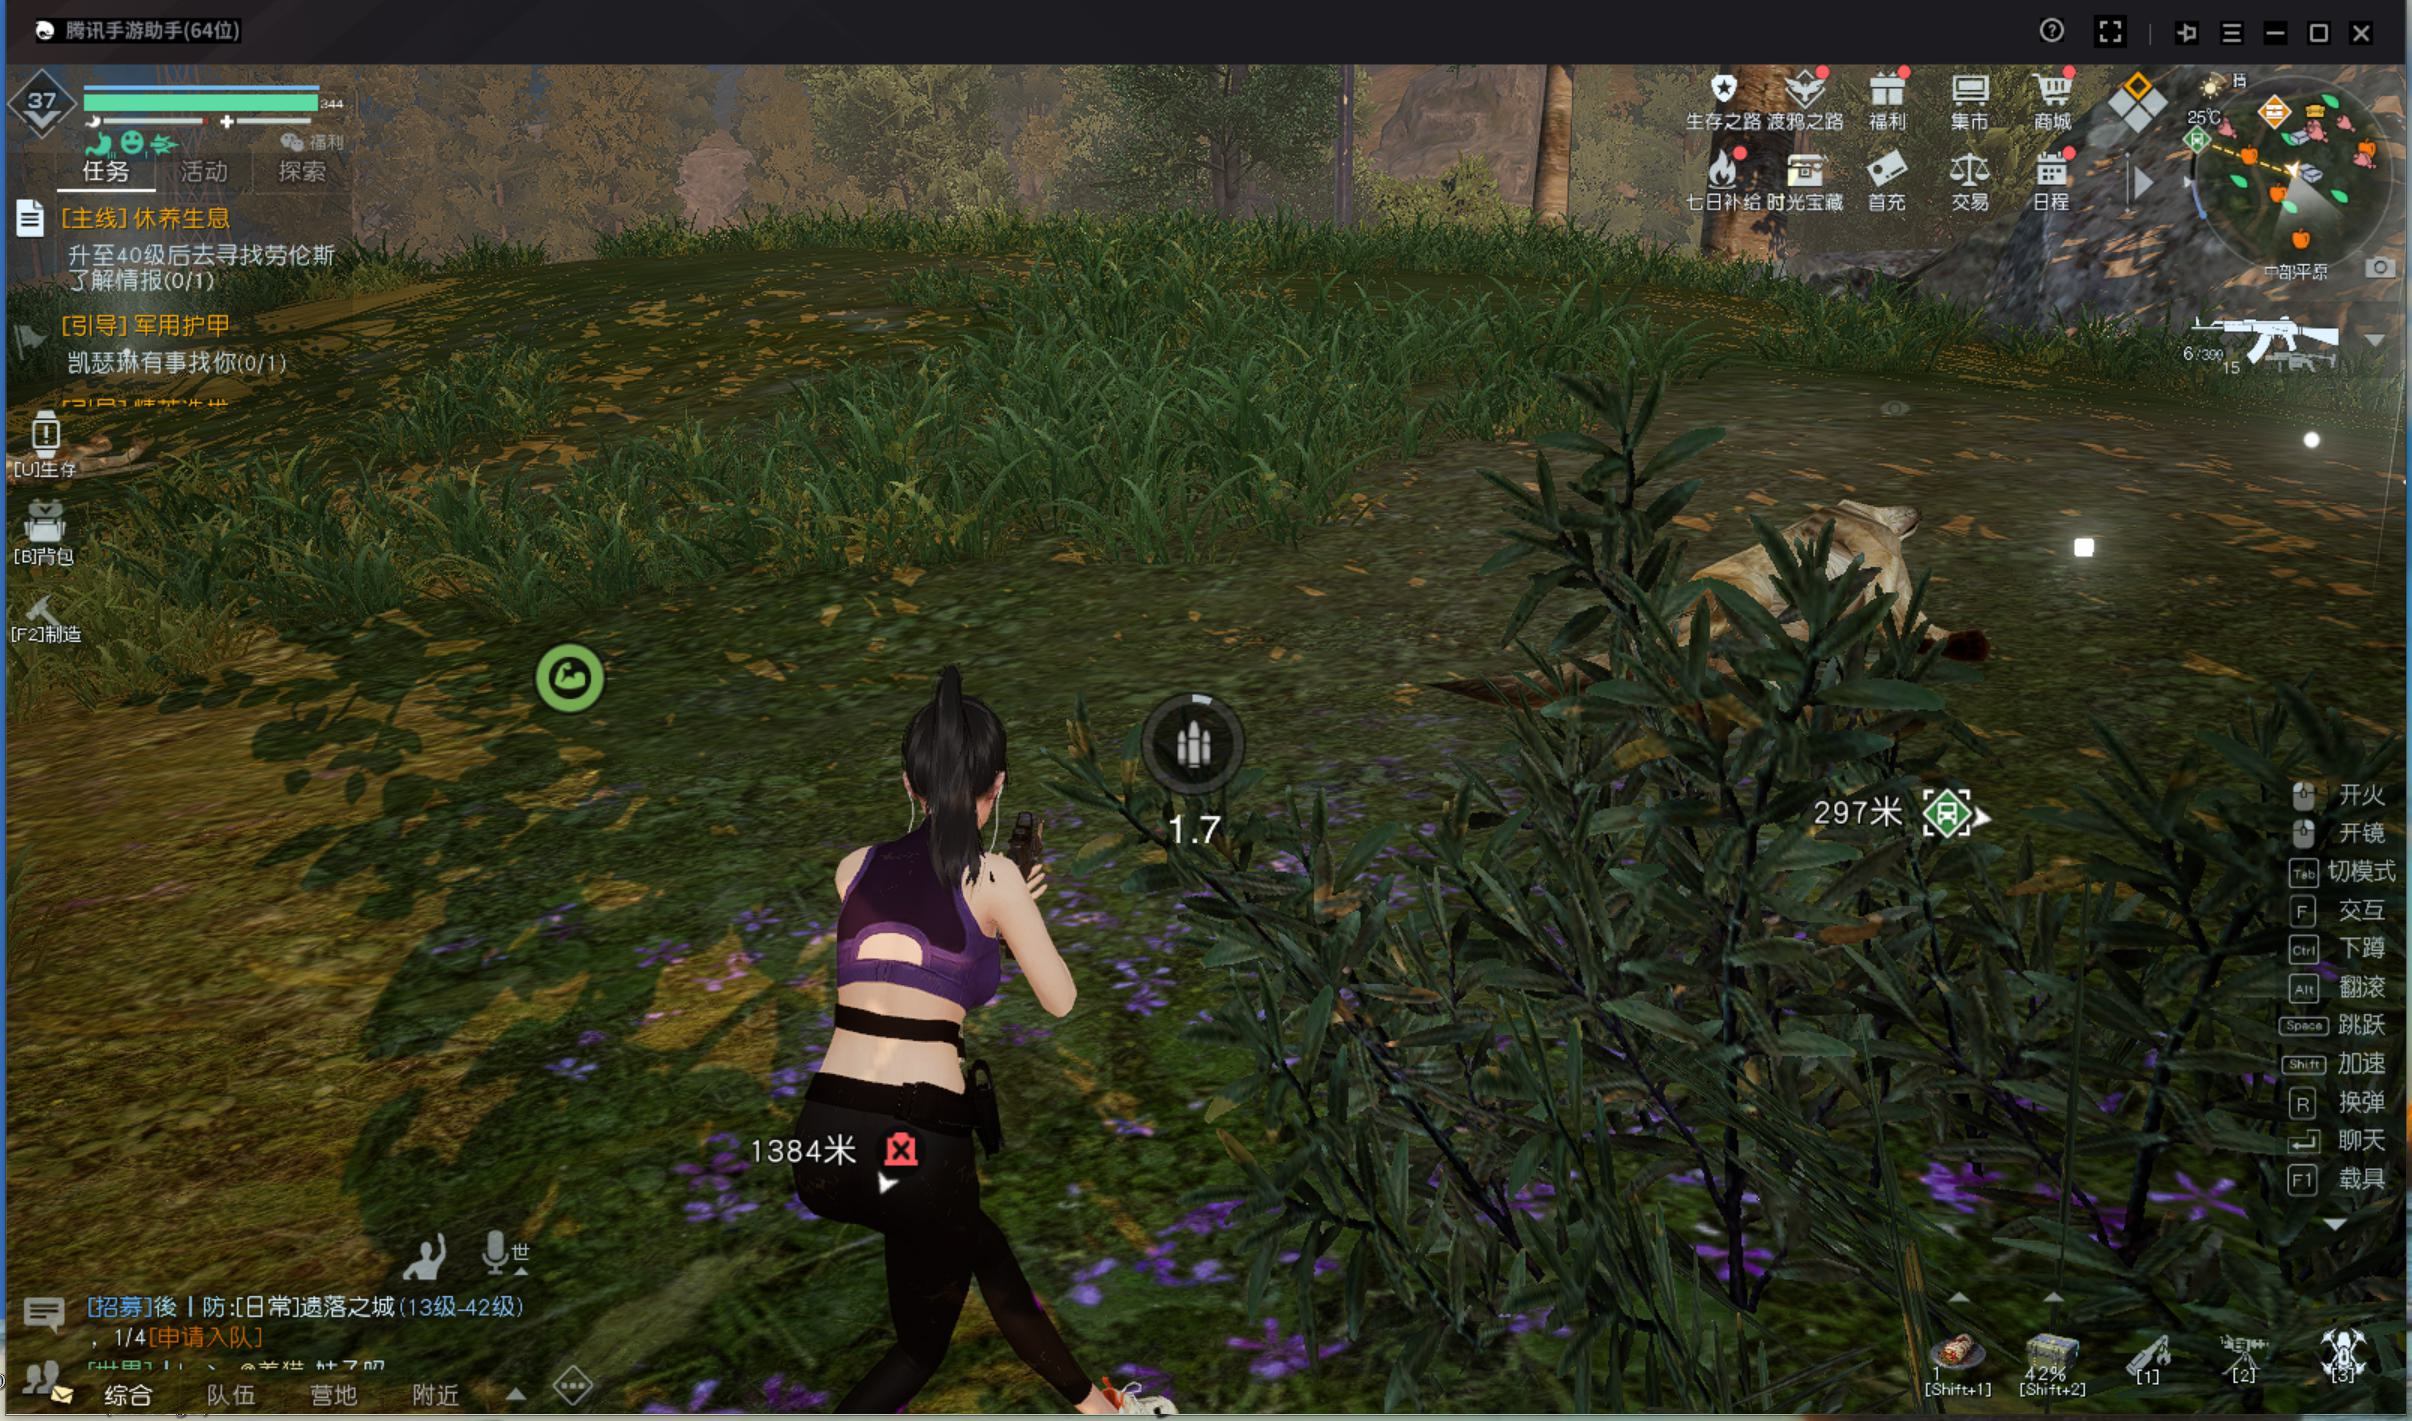 腾讯手游助手(64位)
37
344
福利
任务 活动 探索
[主线] 休养生息
升至40级后去寻找劳伦斯
了解情报(0/1)
[引导] 军用护甲
凯瑟琳有事找你(0/1)
[U]生存
[B]背包
[F2]制造
生存之路 渡鸦之路 福利 集市 商城
七日补给 时光宝藏 首充 交易 日程
25℃
中部平原
6/390
15
1.7
297米
1384米
开火
开镜
Tab 切模式
F 交互
Ctrl 下蹲
Alt 翻滚
Space 跳跃
Shift 加速
R 换弹
聊天
F1 载具
世
[招募]後丨防:[日常]遗落之城(13级-42级)
，1/4[申请入队]
综合 队伍 营地 附近
1 42%
[Shift+1] [Shift+2] [1] [2] [3]